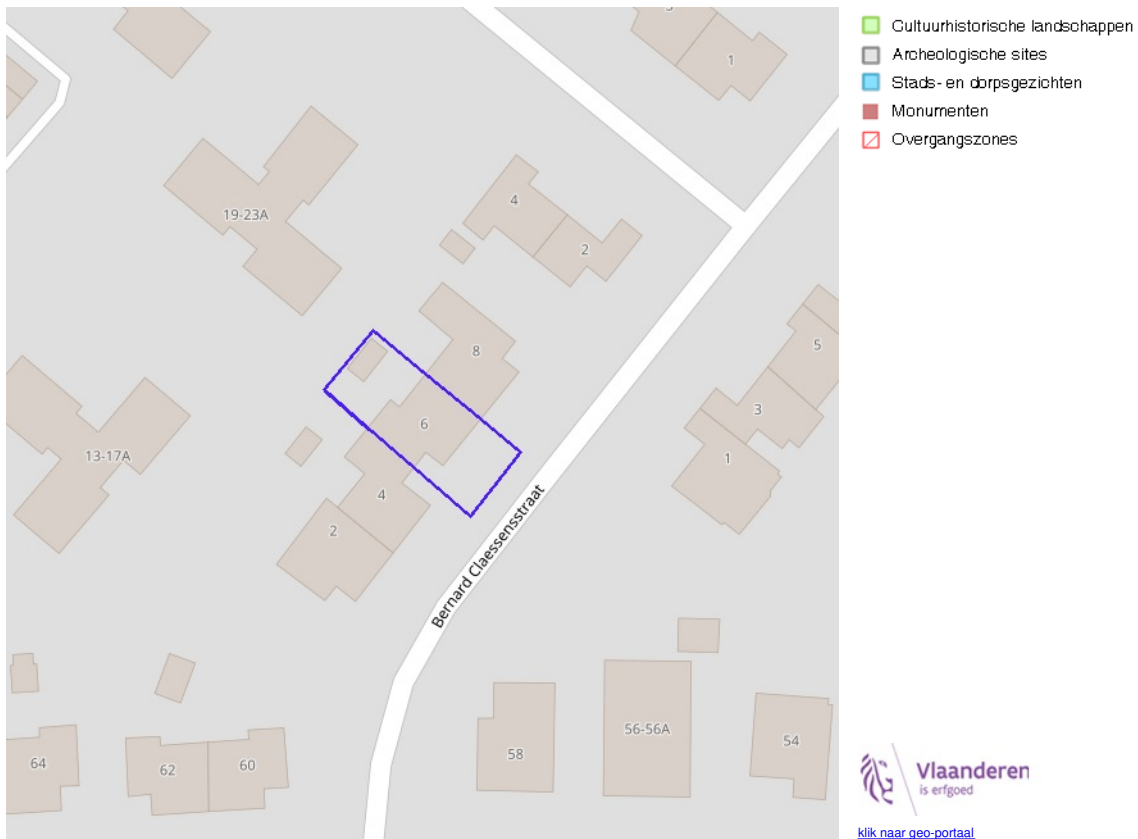 1
19-23A
4
2
8
5
6
3
13-17A
1
4
2
Bernard Claessensstraat
64
62
60
58
56-56A
54
Cultuurhistorische landschappen
Archeologische sites
Stads- en dorpsgezichten
Monumenten
Overgangszones
Vlaanderen
is erfgoed
klik naar geo-portaal